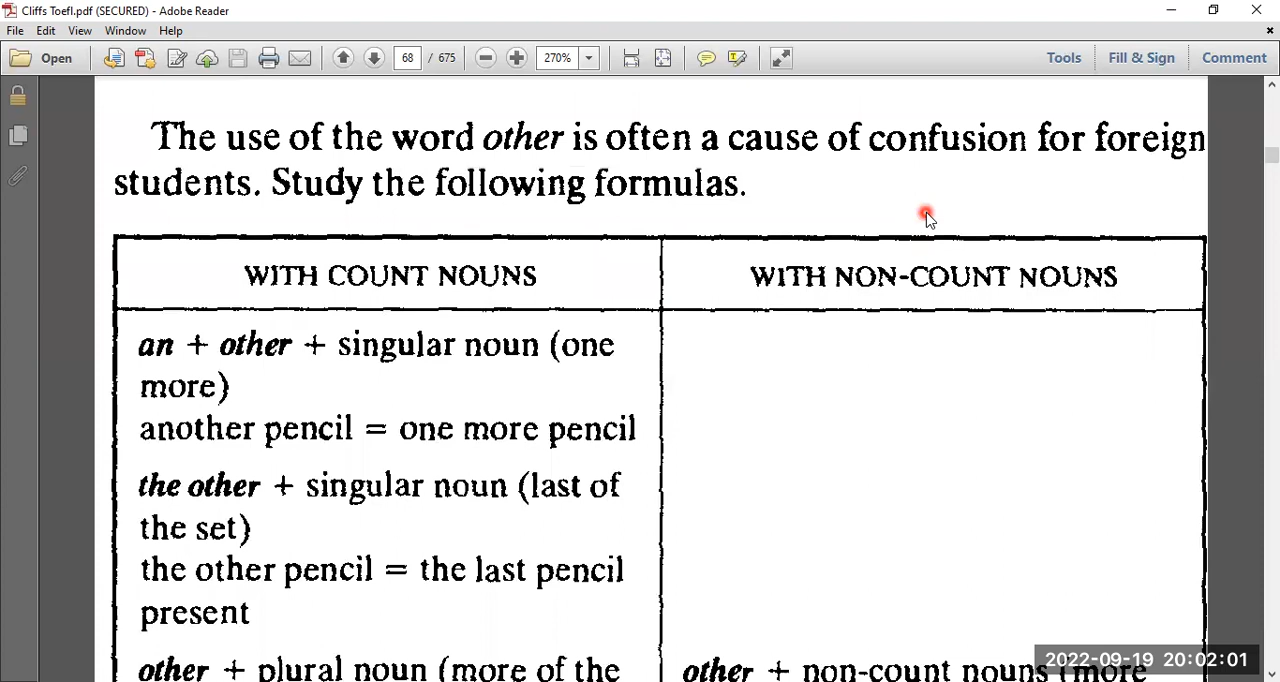 Cliffs Toefl.pdf (SECURED) - Adobe Reader
File Edit View Window Help
Open 68 / 675 270% Tools Fill & Sign Comment
The use of the word other is often a cause of confusion for foreign
students. Study the following formulas.
WITH COUNT NOUNS
WITH NON-COUNT NOUNS
an + other + singular noun (one
more)
another pencil = one more pencil
the other + singular noun (last of
the set)
the other pencil = the last pencil
present
other + plural noun (more of the
other + non-count nouns (more
2022-09-19 20:02:01